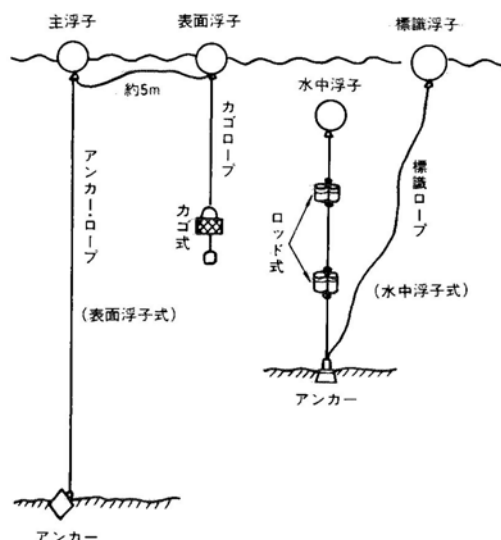 主浮子
表面浮子
標識浮子
約5m
水中浮子
アンカー・ロープ
カゴロープ
カゴ式
ロッド式
標識ロープ
(表面浮子式)
(水中浮子式)
アンカー
アンカー